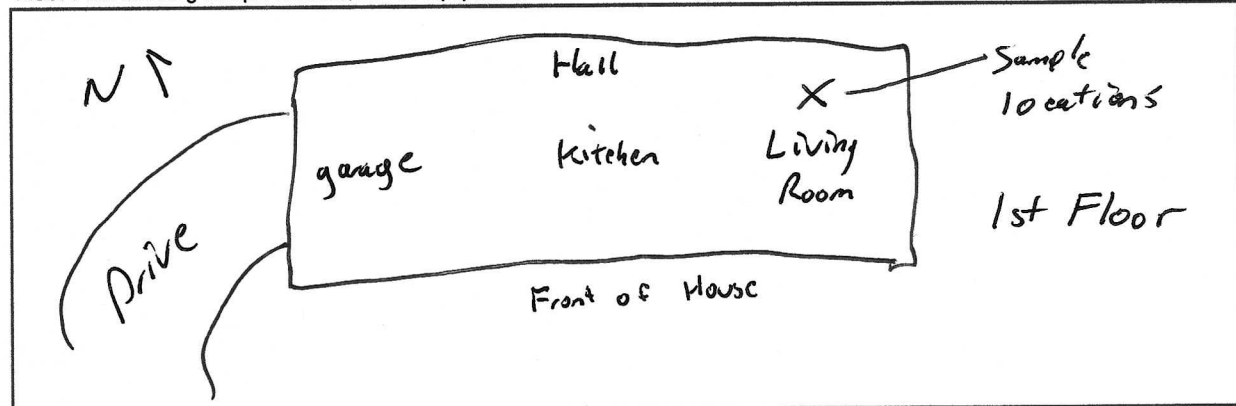 N
Hall
Sample
locations
garage
Kitchen
Living
Room
1st Floor
Drive
Front of House